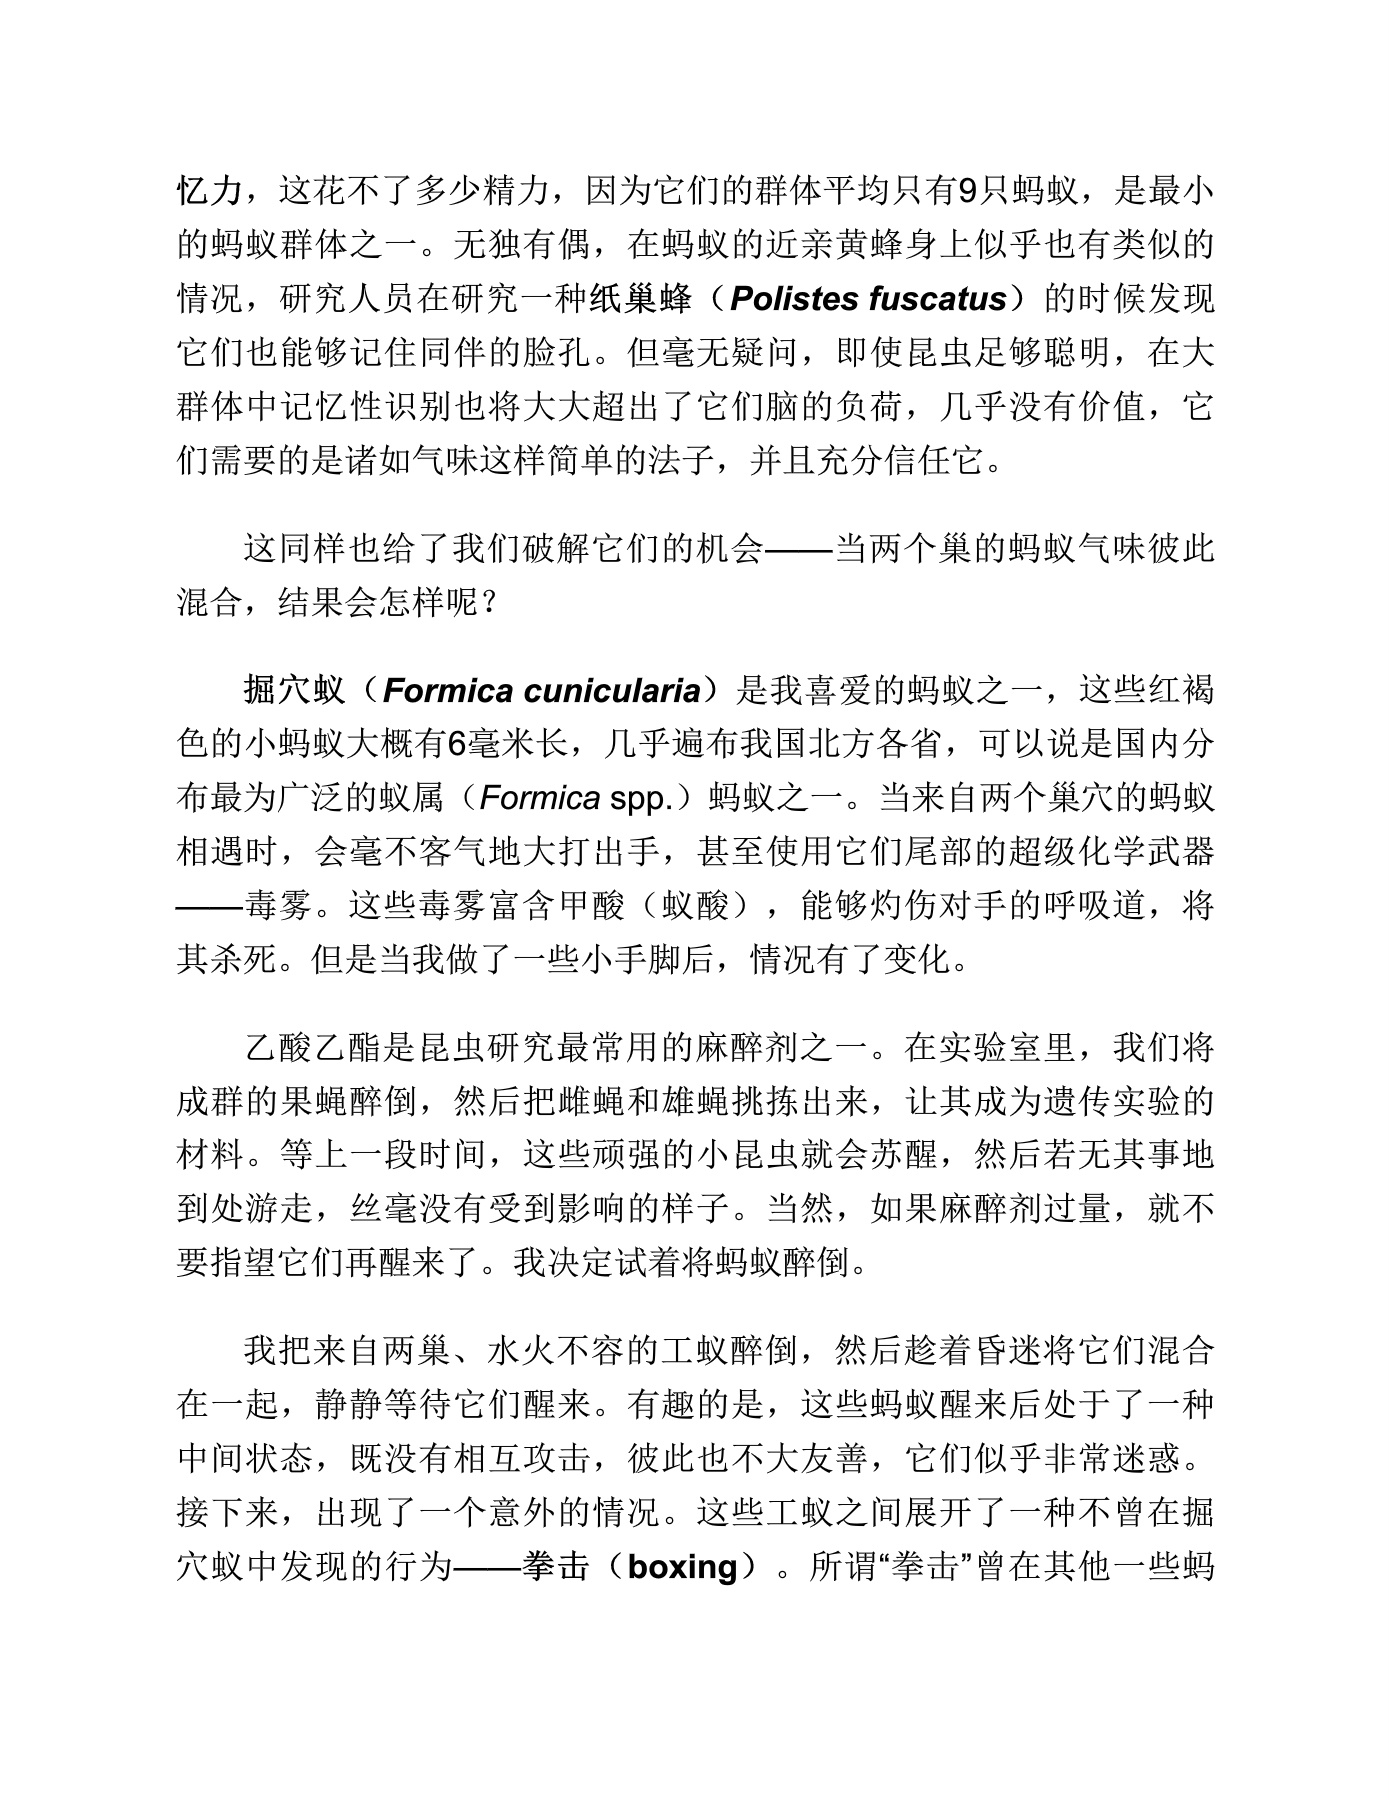 忆力，这花不了多少精力，因为它们的群体平均只有9只蚂蚁，是最小
的蚂蚁群体之一。无独有偶，在蚂蚁的近亲黄蜂身上似乎也有类似的
情况，研究人员在研究一种纸巢蜂（Polistes fuscatus）的时候发现
它们也能够记住同伴的脸孔。但毫无疑问，即使昆虫足够聪明，在大
群体中记忆性识别也将大大超出了它们脑的负荷，几乎没有价值，它
们需要的是诸如气味这样简单的法子，并且充分信任它。
这同样也给了我们破解它们的机会——当两个巢的蚂蚁气味彼此
混合，结果会怎样呢？
掘穴蚁（Formica cunicularia）是我喜爱的蚂蚁之一，这些红褐
色的小蚂蚁大概有6毫米长，几乎遍布我国北方各省，可以说是国内分
布最为广泛的蚁属（Formica spp.）蚂蚁之一。当来自两个巢穴的蚂蚁
相遇时，会毫不客气地大打出手，甚至使用它们尾部的超级化学武器
——毒雾。这些毒雾富含甲酸（蚁酸），能够灼伤对手的呼吸道，将
其杀死。但是当我做了一些小手脚后，情况有了变化。
乙酸乙酯是昆虫研究最常用的麻醉剂之一。在实验室里，我们将
成群的果蝇醉倒，然后把雌蝇和雄蝇挑拣出来，让其成为遗传实验的
材料。等上一段时间，这些顽强的小昆虫就会苏醒，然后若无其事地
到处游走，丝毫没有受到影响的样子。当然，如果麻醉剂过量，就不
要指望它们再醒来了。我决定试着将蚂蚁醉倒。
我把来自两巢、水火不容的工蚁醉倒，然后趁着昏迷将它们混合
在一起，静静等待它们醒来。有趣的是，这些蚂蚁醒来后处于了一种
中间状态，既没有相互攻击，彼此也不大友善，它们似乎非常迷惑。
接下来，出现了一个意外的情况。这些工蚁之间展开了一种不曾在掘
穴蚁中发现的行为——拳击（boxing）。所谓“拳击”曾在其他一些蚂